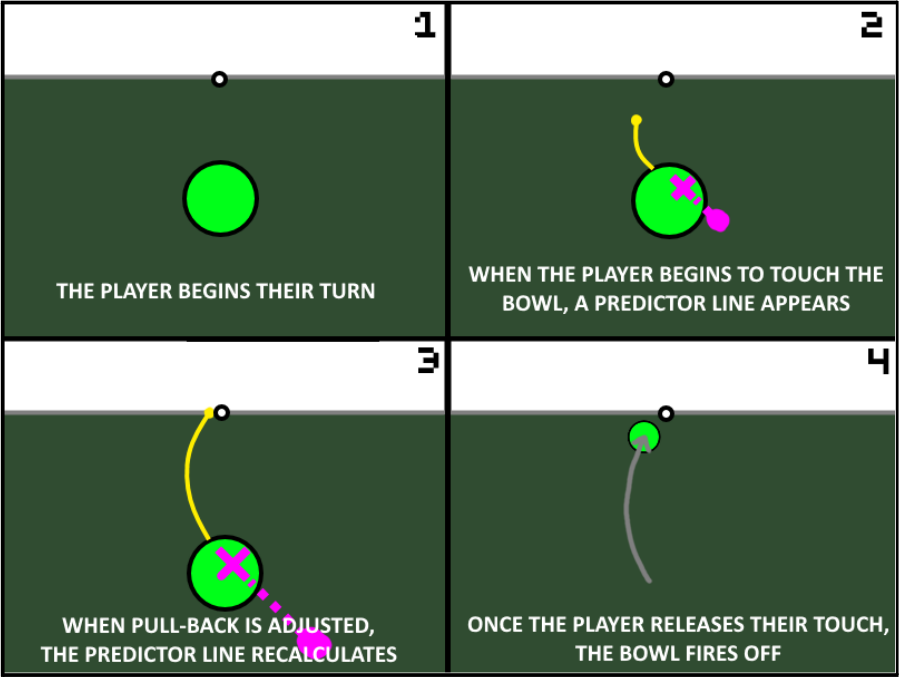 1
THE PLAYER BEGINS THEIR TURN
2
WHEN THE PLAYER BEGINS TO TOUCH THE
BOWL, A PREDICTOR LINE APPEARS
3
WHEN PULL-BACK IS ADJUSTED,
THE PREDICTOR LINE RECALCULATES
4
ONCE THE PLAYER RELEASES THEIR TOUCH,
THE BOWL FIRES OFF